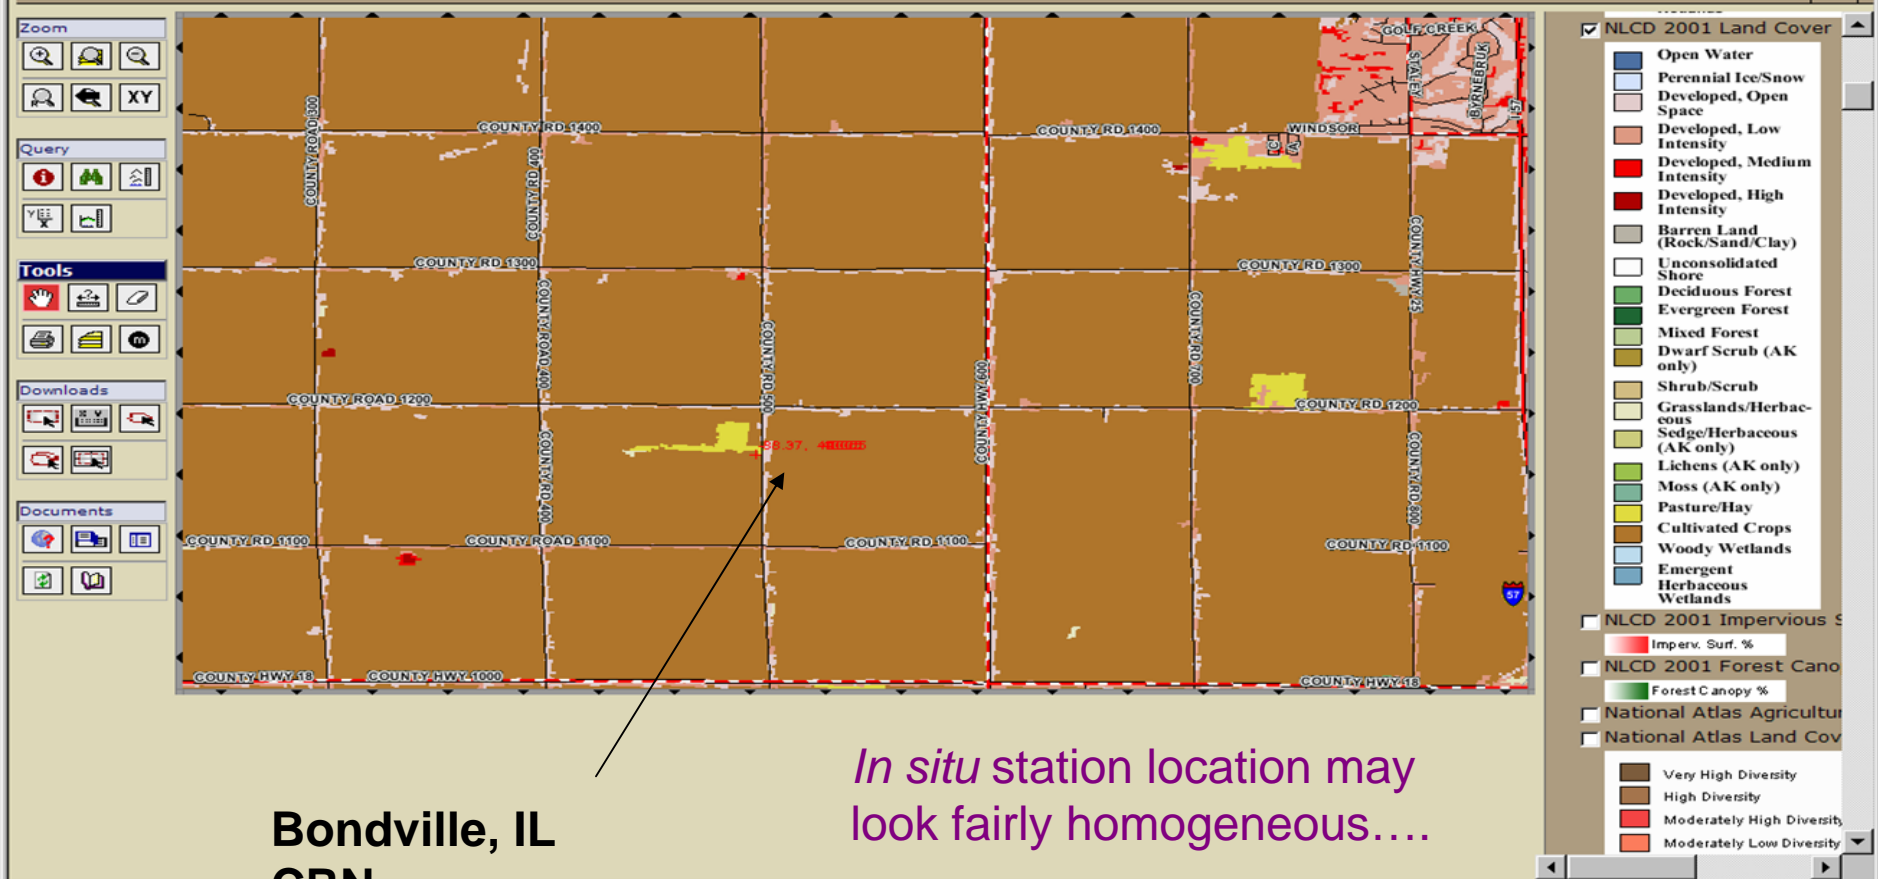 Zoom
XY
Query
Tools
Downloads
Documents
GOLF CREEK
STALEY
BYRNEBRUK
I 57
COUNTY ROAD 300
COUNTY RD 1400
COUNTY RD 400
COUNTY RD 1400
WINDSOR
COUNTY RD 1300
COUNTY RD 1300
COUNTY HWY 25
COUNTY ROAD 400
COUNTY RD 500
COUNTY HWY 600
COUNTY RD 700
COUNTY ROAD 1200
COUNTY RD 1200
COUNTY RD 400
COUNTY RD 800
COUNTY RD 1100
COUNTY ROAD 1100
COUNTY RD 1100
COUNTY RD 1100
57
COUNTY HWY 18
COUNTY HWY 1000
COUNTY HWY 18
NLCD 2001 Land Cover
Open Water
Perennial Ice/Snow
Developed, Open
Space
Developed, Low
Intensity
Developed, Medium
Intensity
Developed, High
Intensity
Barren Land
(Rock/Sand/Clay)
Unconsolidated
Shore
Deciduous Forest
Evergreen Forest
Mixed Forest
Dwarf Scrub (AK
only)
Shrub/Scrub
Grasslands/Herbac-
eous
Sedge/Herbaceous
(AK only)
Lichens (AK only)
Moss (AK only)
Pasture/Hay
Cultivated Crops
Woody Wetlands
Emergent
Herbaceous
Wetlands
NLCD 2001 Impervious S
Imperv. Surf. %
NLCD 2001 Forest Cano
Forest Canopy %
National Atlas Agricultur
National Atlas Land Cov
Very High Diversity
High Diversity
Moderately High Diversity
Moderately Low Diversity
Bondville, IL
In situ station location may
look fairly homogeneous....